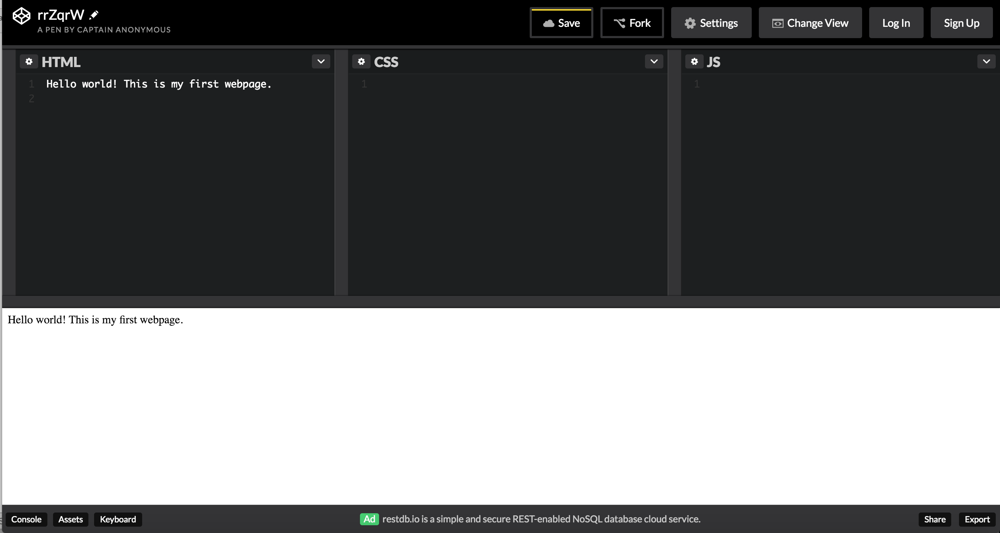 rrZqrW
A PEN BY CAPTAIN ANONYMOUS
Save
Fork
Settings
Change View
Log In
Sign Up
HTML
CSS
JS
1 Hello world! This is my first webpage.
2
1
1
Hello world! This is my first webpage.
Console
Assets
Keyboard
Ad restdb.io is a simple and secure REST-enabled NoSQL database cloud service.
Share
Export